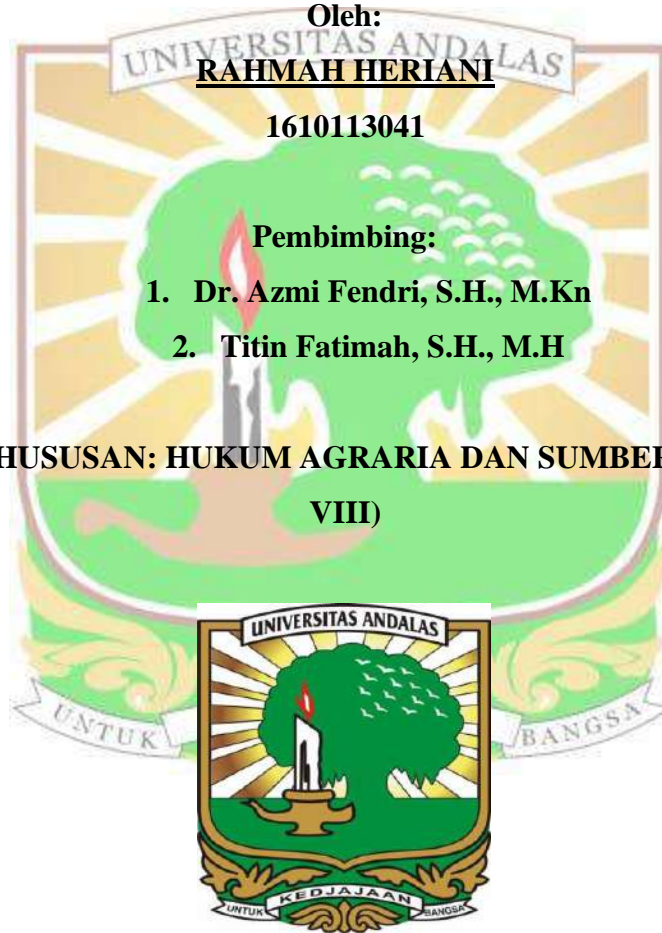 Oleh:
UNIVERSITAS ANDALAS
RAHMAH HERIANI
1610113041
Pembimbing:
1. Dr. Azmi Fendri, S.H., M.Kn
2. Titin Fatimah, S.H., M.H
HUSUSAN: HUKUM AGRARIA DAN SUMBER
VIII)
UNIVERSITAS ANDALAS
UNTUK BANGSA
UNTUK KEDJAJAAN BANGSA